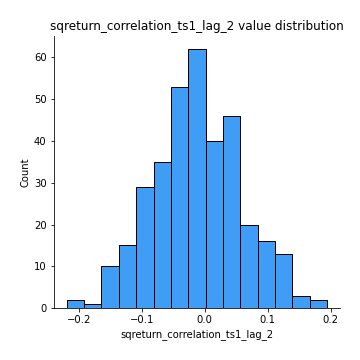 sqreturn_correlation_ts1_lag_2 value distribution
60
50
40
30
20
10
0
Count
−0.2 −0.1 0.0 0.1 0.2
sqreturn_correlation_ts1_lag_2